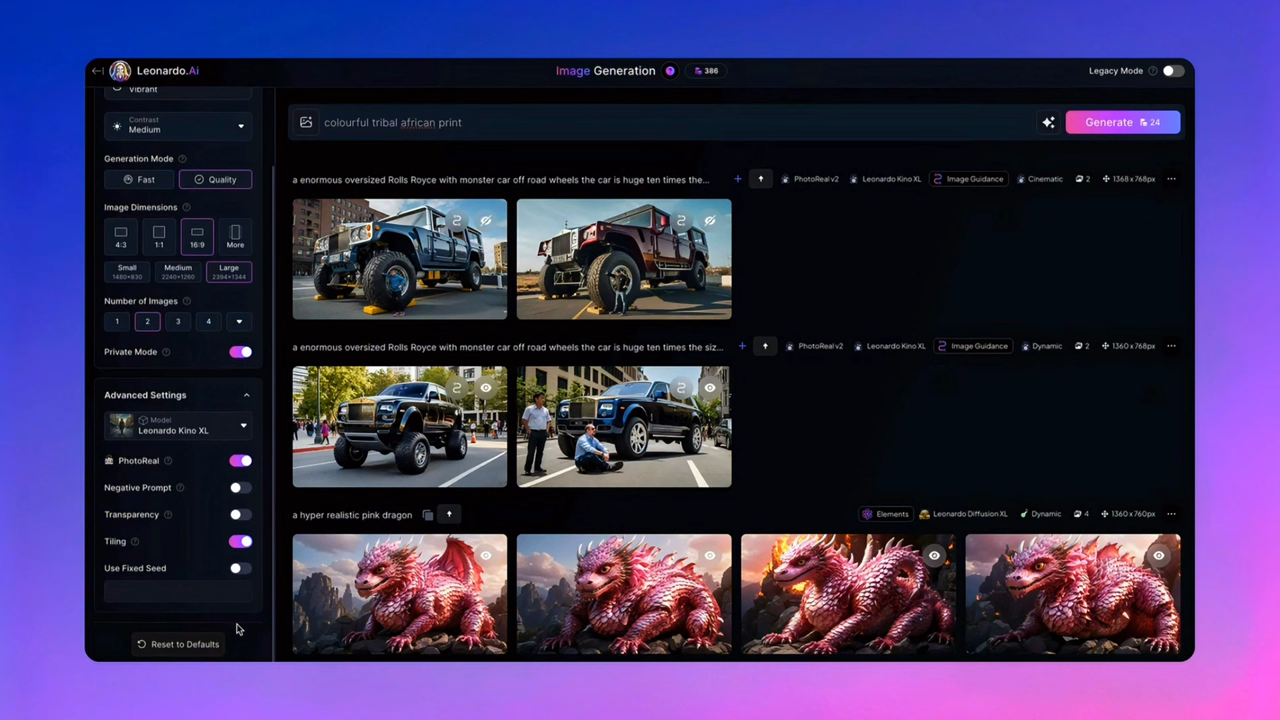 Leonardo.Ai
Image Generation
386
Legacy Mode
Vibrant
Contrast
Medium
Generation Mode
Fast
Quality
Image Dimensions
4:3
1:1
16:9
More
Small
1460×830
Medium
2240×1260
Large
2394×1344
Number of Images
1
2
3
4
Private Mode
Advanced Settings
Model
Leonardo Kino XL
PhotoReal
Negative Prompt
Transparency
Tiling
Use Fixed Seed
Reset to Defaults
colourful tribal african print
Generate 24
a enormous oversized Rolls Royce with monster car off road wheels the car is huge ten times the...
PhotoReal v2
Leonardo Kino XL
Image Guidance
Cinematic
2
1368 x 768px
a enormous oversized Rolls Royce with monster car off road wheels the car is huge ten times the siz...
PhotoReal v2
Leonardo Kino XL
Image Guidance
Dynamic
2
1360 x 768px
a hyper realistic pink dragon
Elements
Leonardo Diffusion XL
Dynamic
4
1360 x 760px